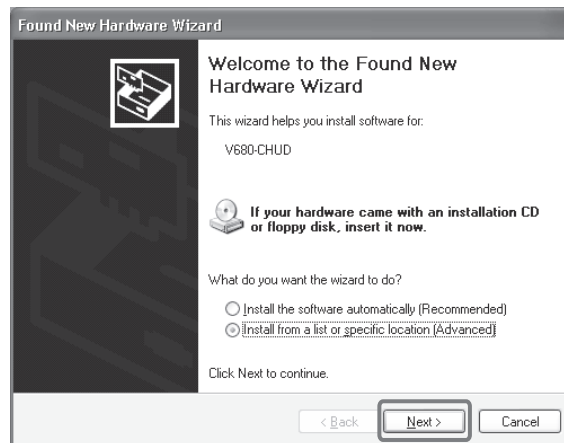 Found New Hardware Wizard
Welcome to the Found New
Hardware Wizard
This wizard helps you install software for:
V680-CHUD
If your hardware came with an installation CD
or floppy disk, insert it now.
What do you want the wizard to do?
Install the software automatically (Recommended)
Install from a list or specific location (Advanced)
Click Next to continue.
< Back
Next >
Cancel